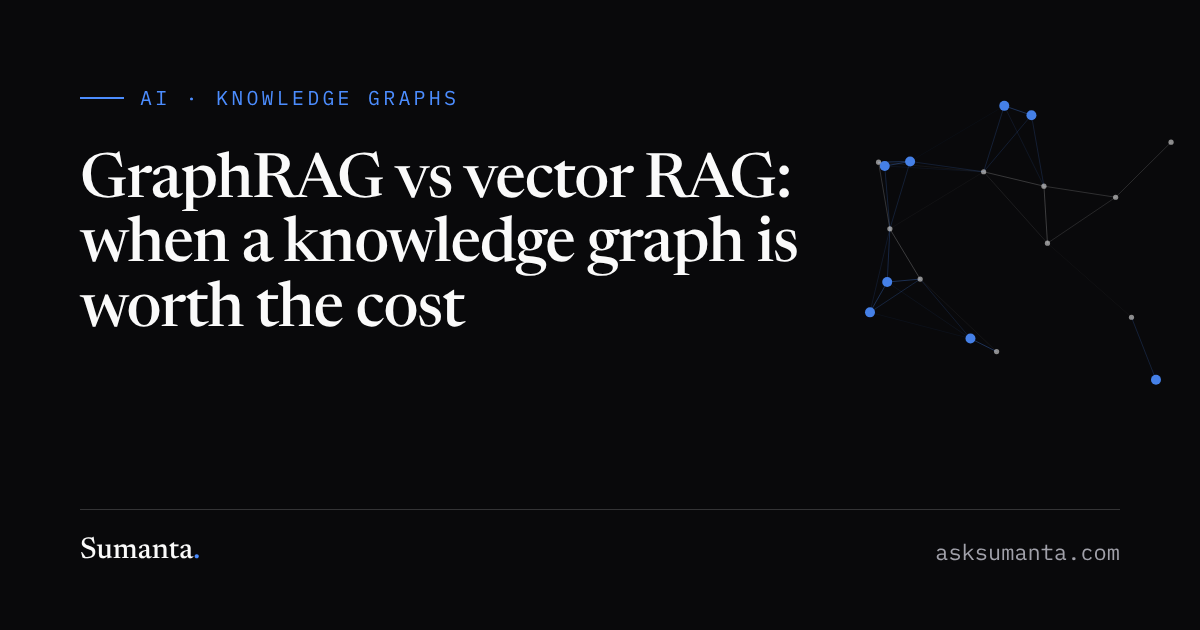 AI · KNOWLEDGE GRAPHS
GraphRAG vs vector RAG:
when a knowledge graph is
worth the cost
Sumanta.
asksumanta.com